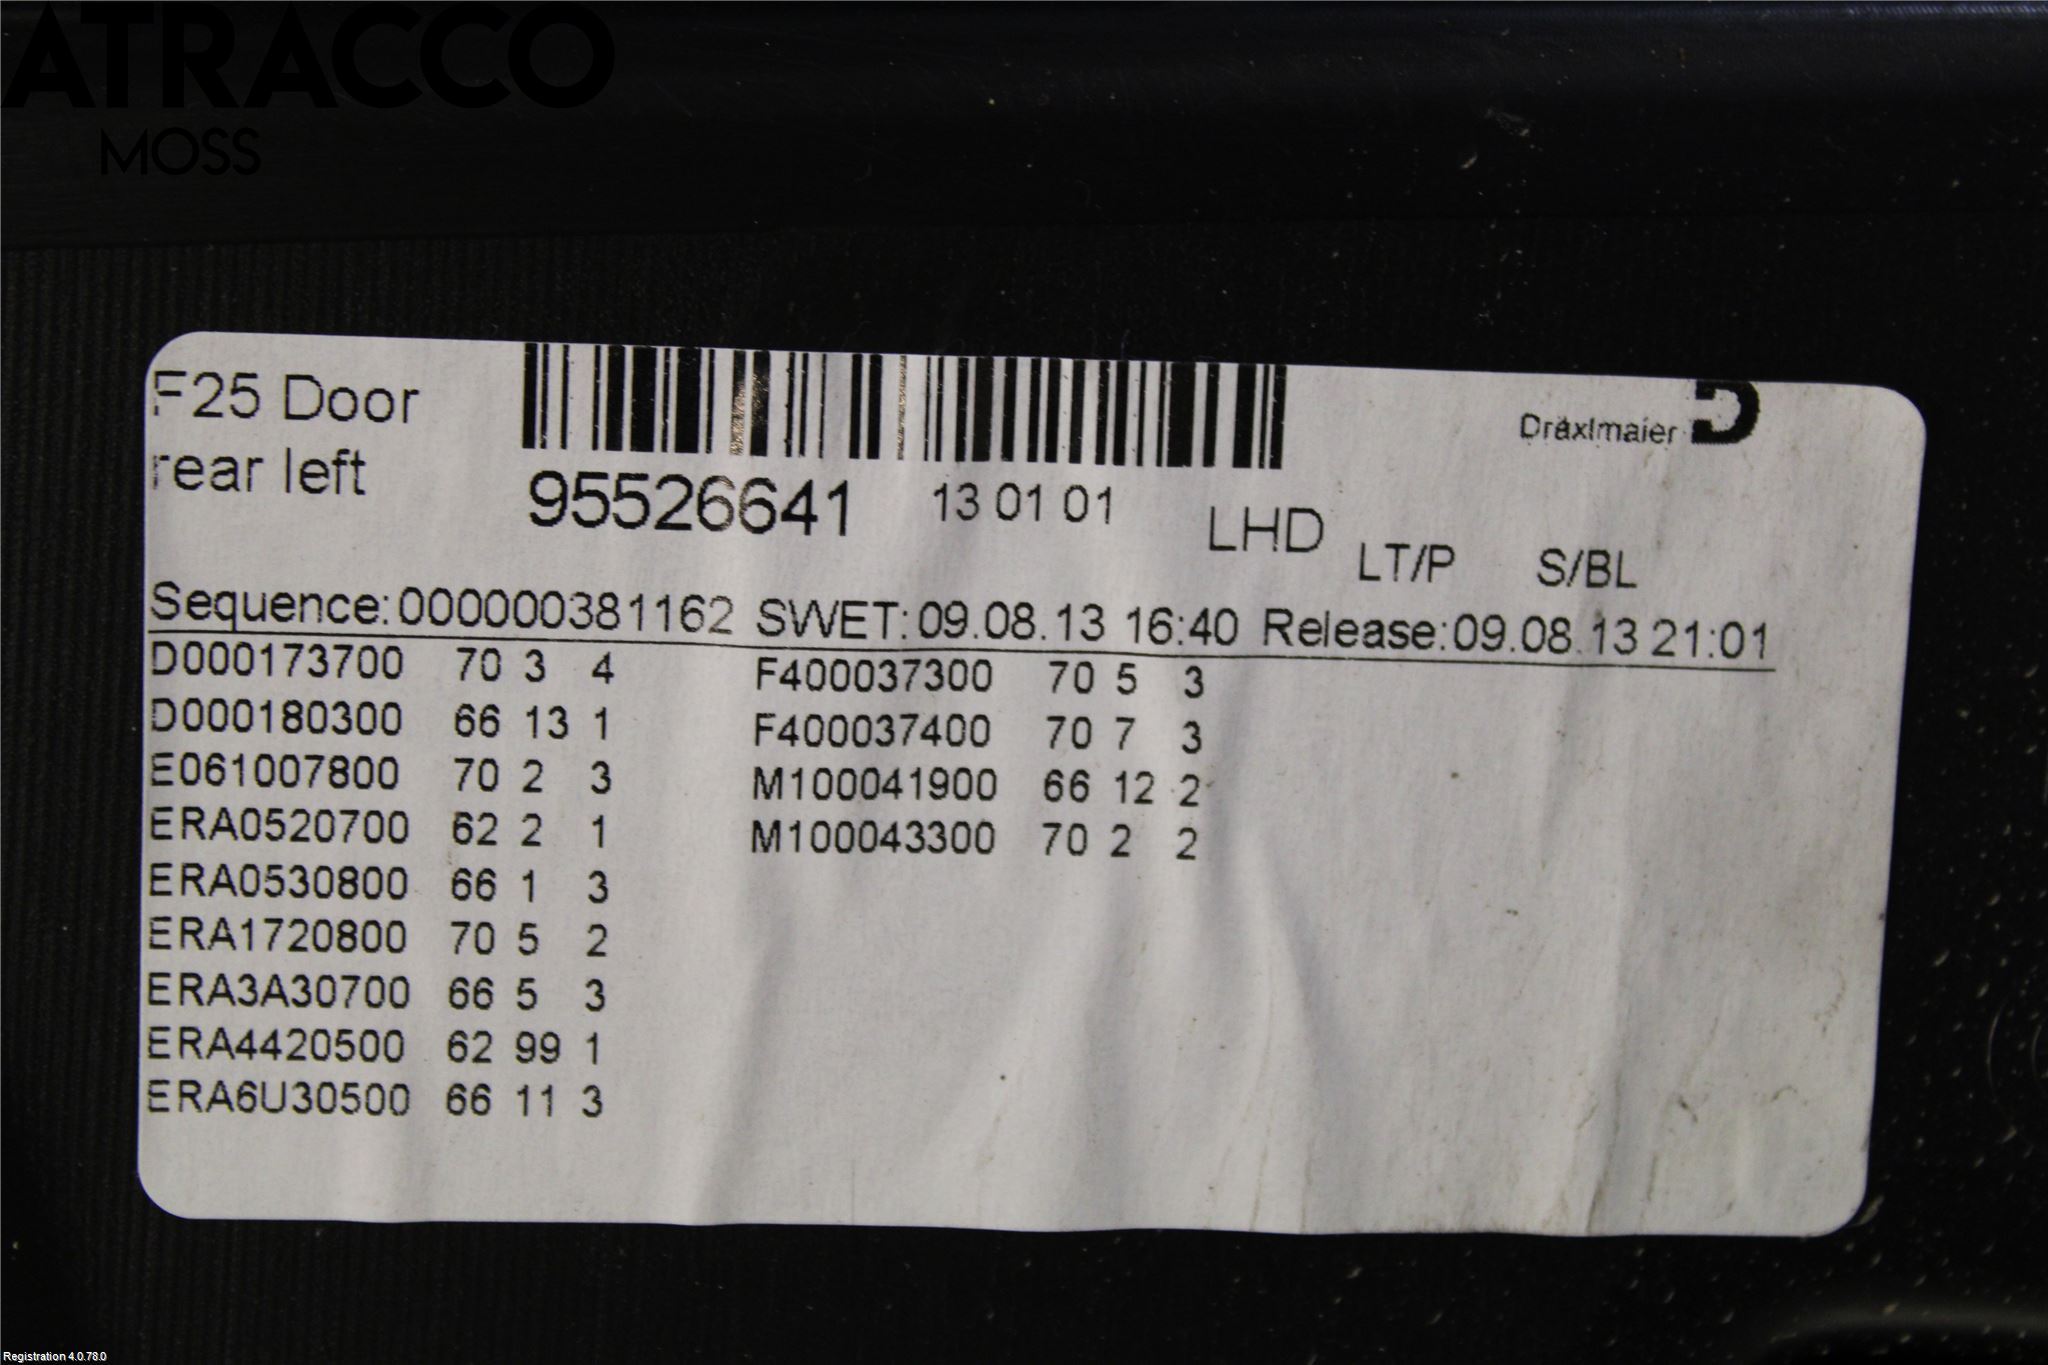 ATRACCO
MOSS
F25 Door
rear left
95526641 13 01 01 LHD LT/P S/BL
Draxlmaier
Sequence:000000381162 SWET:09.08.13 16:40 Release:09.08.13 21:01
D000173700 70 3 4
D000180300 66 13 1
E061007800 70 2 3
ERA0520700 62 2 1
ERA0530800 66 1 3
ERA1720800 70 5 2
ERA3A30700 66 5 3
ERA4420500 62 99 1
ERA6U30500 66 11 3
F400037300 70 5 3
F400037400 70 7 3
M100041900 66 12 2
M100043300 70 2 2
Registration 4.0.78.0